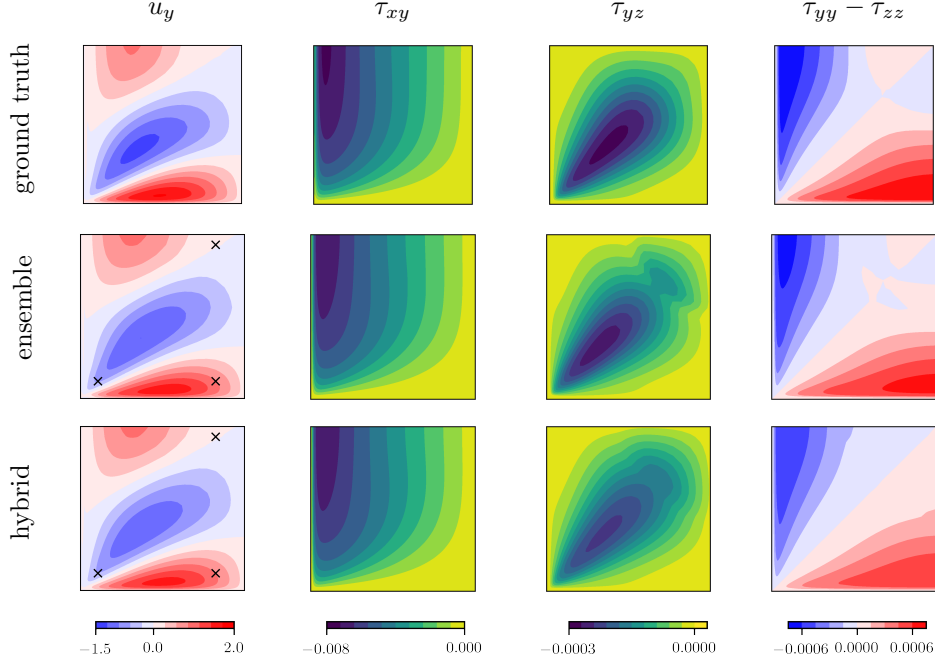 u_y τ_xy τ_yz τ_yy − τ_zz
ground truth
ensemble
hybrid
−1.5 0.0 2.0 −0.008 0.000 −0.0003 0.0000 −0.0006 0.0000 0.0006